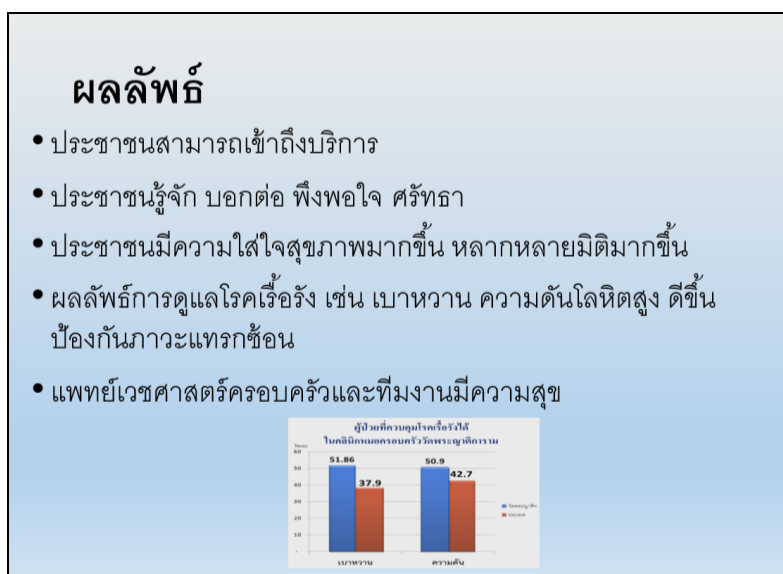 ผลลัพธ์
• ประชาชนสามารถเข้าถึงบริการ
• ประชาชนรู้จัก บอกต่อ พึงพอใจ ศรัทธา
• ประชาชนมีความใส่ใจสุขภาพมากขึ้น หลากหลายมิติมากขึ้น
• ผลลัพธ์การดูแลโรคเรื้อรัง เช่น เบาหวาน ความดันโลหิตสูง ดีขึ้น
ป้องกันภาวะแทรกซ้อน
• แพทย์เวชศาสตร์ครอบครัวและทีมงานมีความสุข
ผู้ป่วยที่ควบคุมโรคเรื้อรังได้
ในคลินิกหมอครอบครัววัดพระญาติการาม
60
50
40
30
20
10
-
51.86
37.9
50.9
42.7
เบาหวาน
ความดัน
ประเทศ